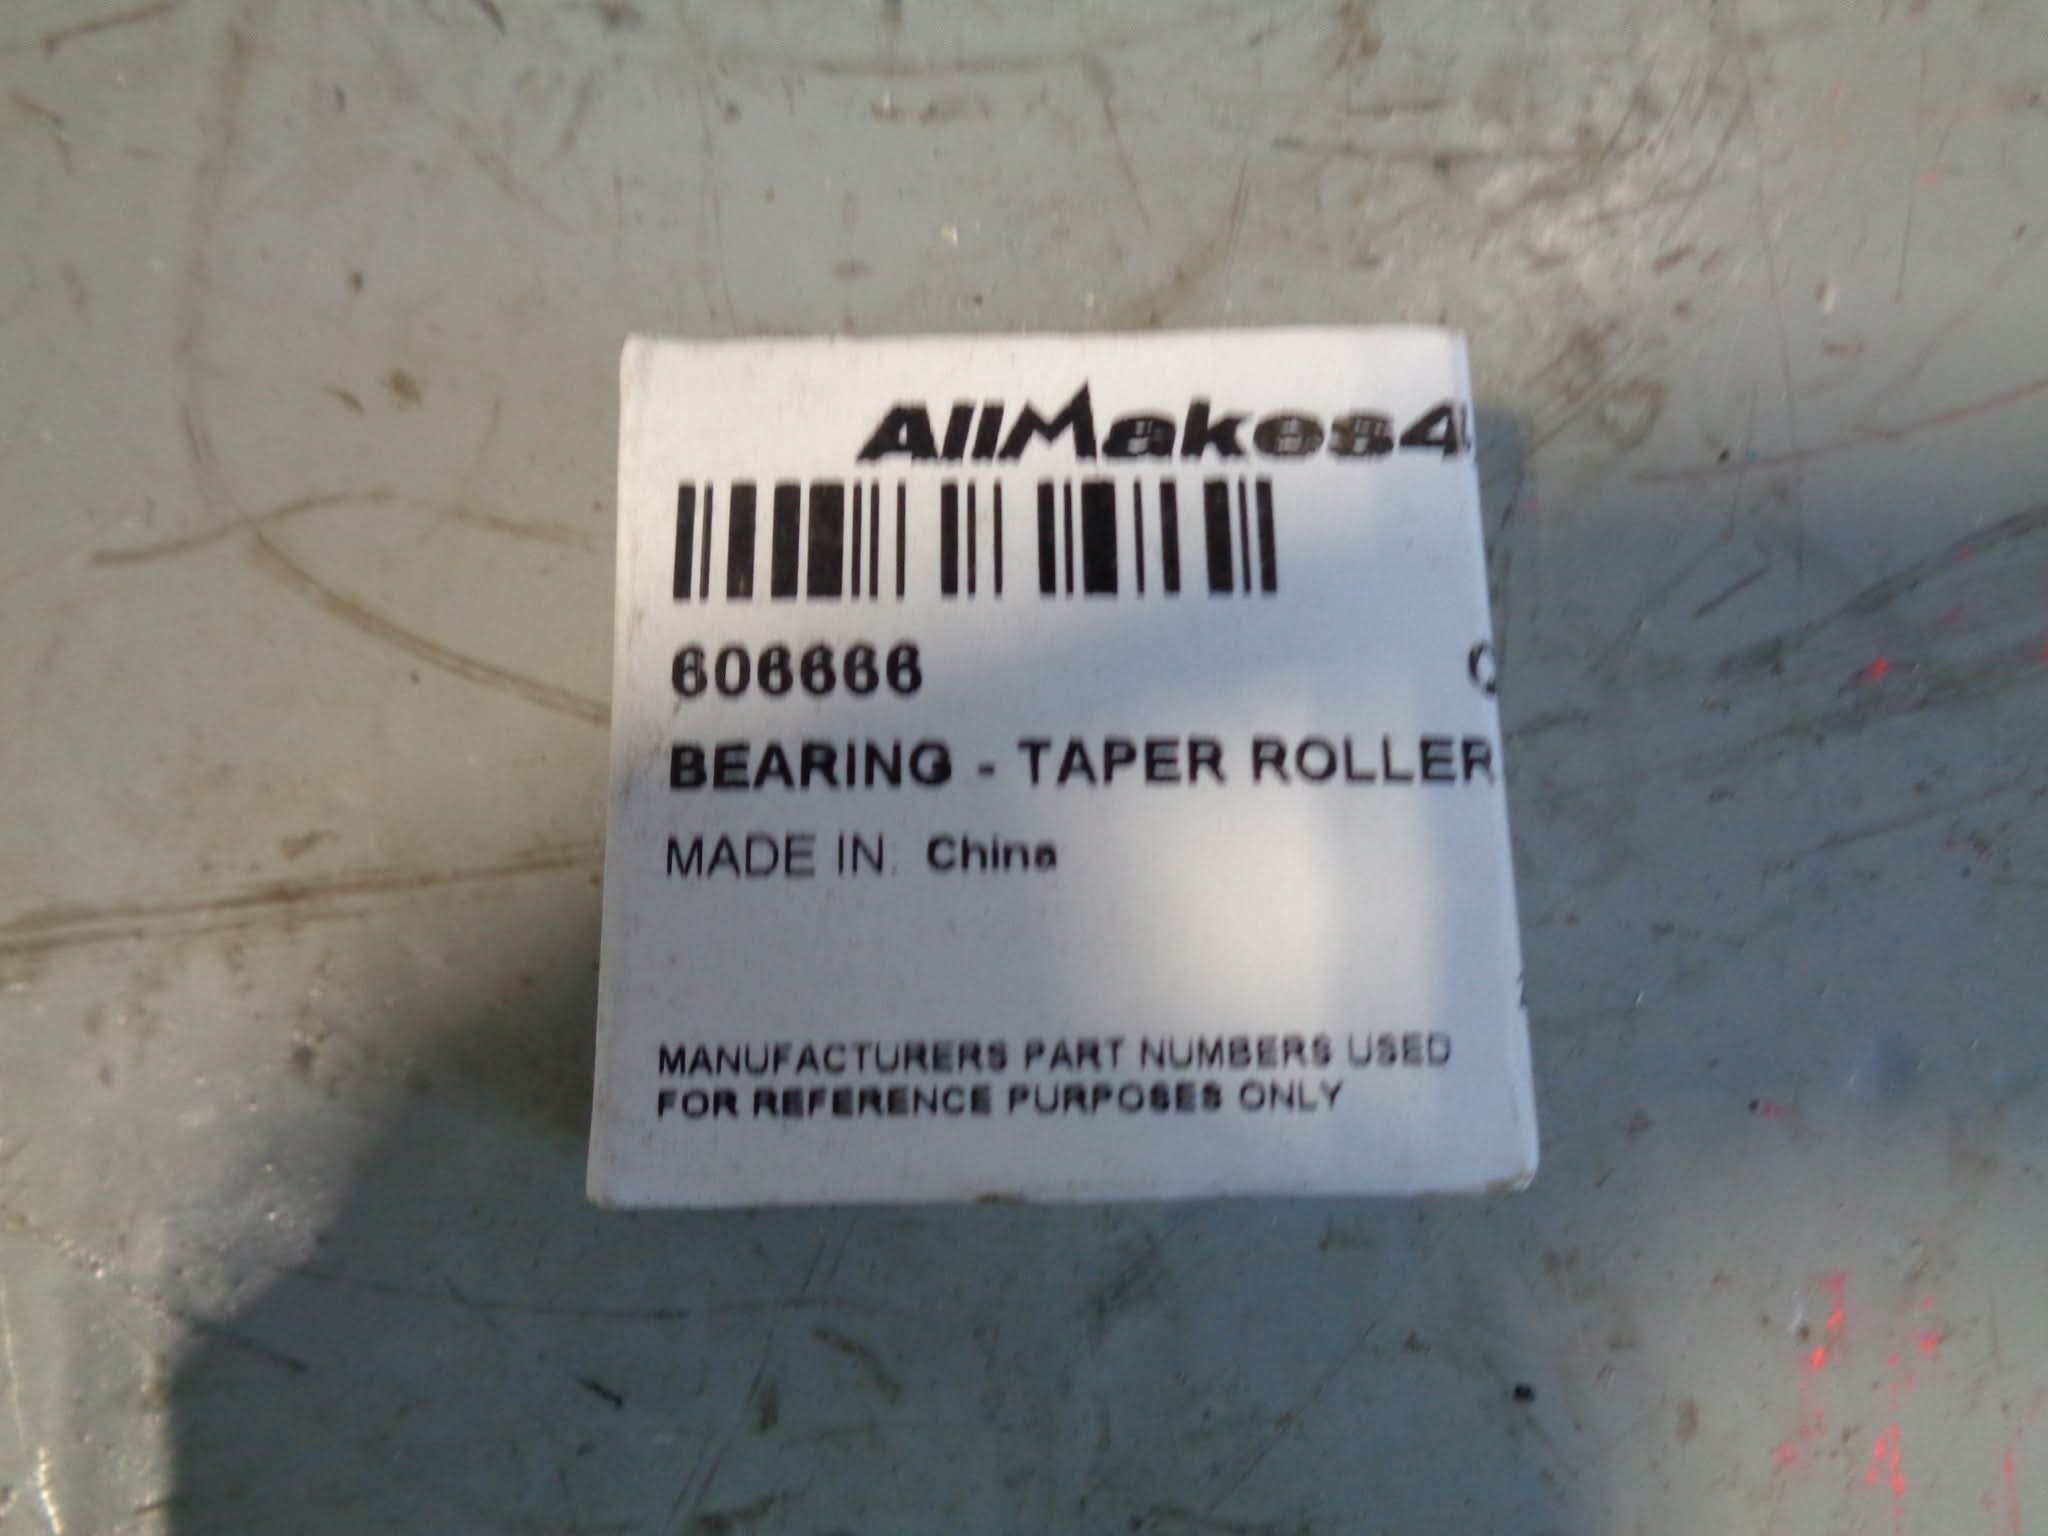 AllMakes4
606666 Q
BEARING - TAPER ROLLER
MADE IN. China
MANUFACTURERS PART NUMBERS USED
FOR REFERENCE PURPOSES ONLY